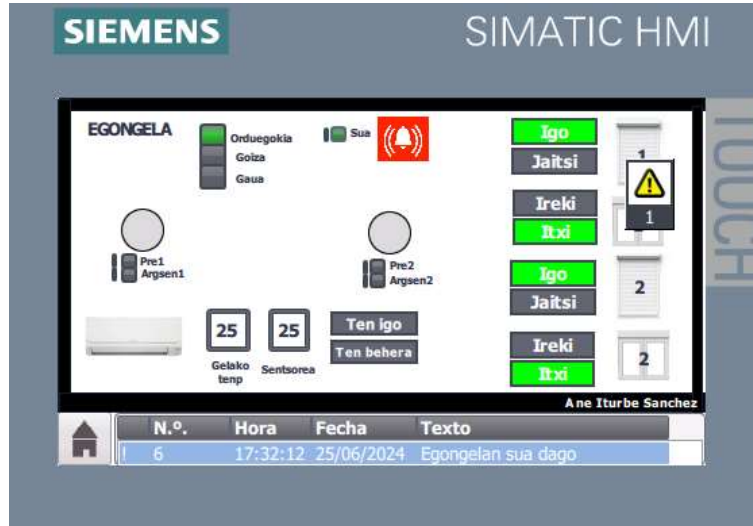 SIEMENS
SIMATIC HMI
TOUCH
EGONGELA
Orduegokia
Goiza
Gaua
Sua
Igo
Jaitsi
1
1
Ireki
Itxi
Pre1
Argsen1
Pre2
Argsen2
Igo
Jaitsi
2
25
25
Ten igo
Ten behera
Gelako
tenp
Sentsorea
Ireki
Itxi
2
Ane Iturbe Sanchez
N.º. Hora Fecha Texto
! 6 17:32:12 25/06/2024 Egongelan sua dago